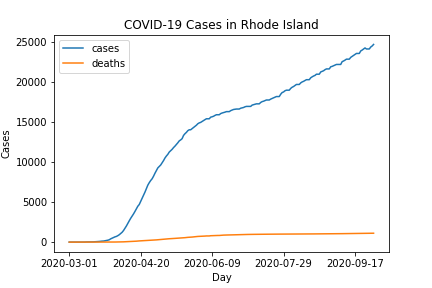 COVID-19 Cases in Rhode Island
cases
deaths
25000
20000
15000
10000
5000
0
Cases
2020-03-01 2020-04-20 2020-06-09 2020-07-29 2020-09-17
Day